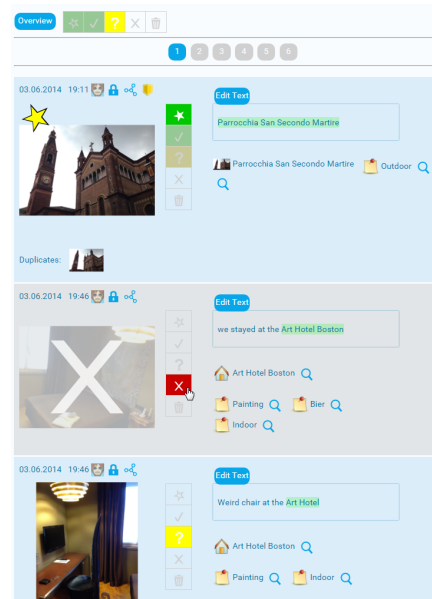 Overview ? X
1 2 3 4 5 6
03.06.2014 19:11
Edit Text
Parrocchia San Secondo Martire
?
X
Parrocchia San Secondo Martire Outdoor
Duplicates:
03.06.2014 19:46
Edit Text
we stayed at the Art Hotel Boston
X
?
X
Art Hotel Boston
Painting Bier
Indoor
03.06.2014 19:46
Edit Text
Weird chair at the Art Hotel
?
X
Art Hotel Boston
Painting Indoor